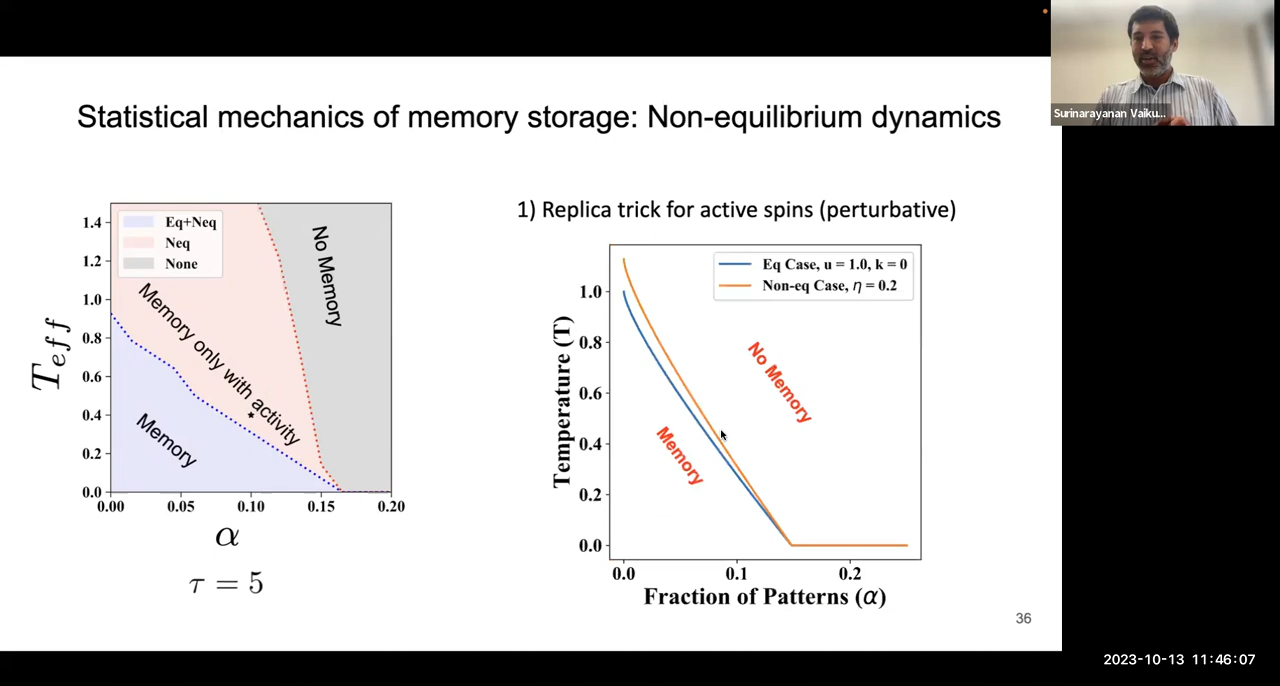 Surinarayanan Vaiku...
Statistical mechanics of memory storage: Non-equilibrium dynamics
1) Replica trick for active spins (perturbative)
Eq+Neq
Neq
None
No Memory
Memory only with activity
Memory
1.4
1.2
1.0
0.8
0.6
0.4
0.2
0.0
T_eff
0.00 0.05 0.10 0.15 0.20
α
τ = 5
Eq Case, u = 1.0, k = 0
Non-eq Case, η = 0.2
No Memory
Memory
1.0
0.8
0.6
0.4
0.2
0.0
Temperature (T)
0.0 0.1 0.2
Fraction of Patterns (α)
36
2023-10-13 11:46:07